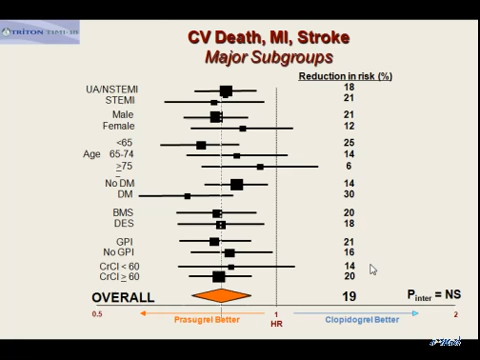 TRITON TIMI-38
CV Death, MI, Stroke
Major Subgroups
Reduction in risk (%)
UA/NSTEMI 18
STEMI 21
Male 21
Female 12
<65 25
Age 65-74 14
≥75 6
No DM 14
DM 30
BMS 20
DES 18
GPI 21
No GPI 16
CrCl < 60 14
CrCl ≥ 60 20
OVERALL 19 Pinter = NS
0.5 1 2
Prasugrel Better HR Clopidogrel Better